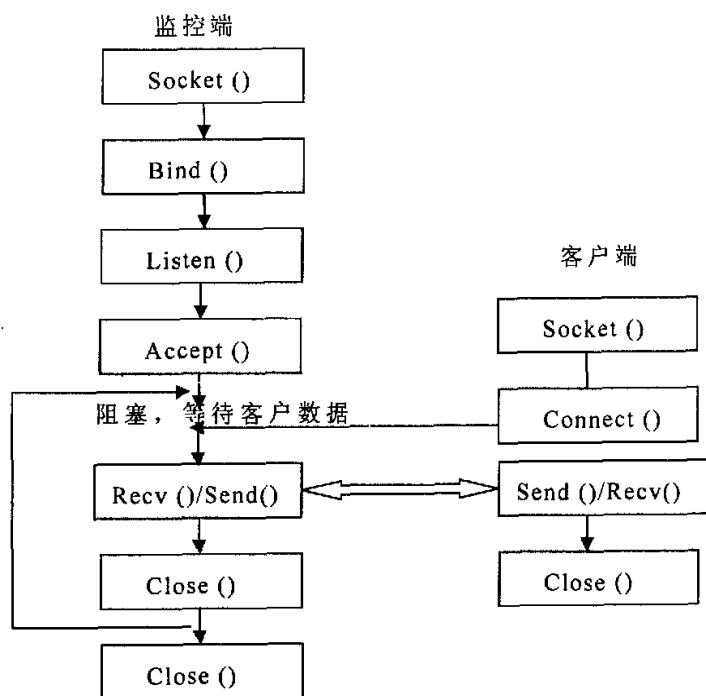 监控端
Socket ()
Bind ()
Listen ()
Accept ()
阻塞，等待客户数据
Recv ()/Send()
Close ()
Close ()
客户端
Socket ()
Connect ()
Send ()/Recv()
Close ()